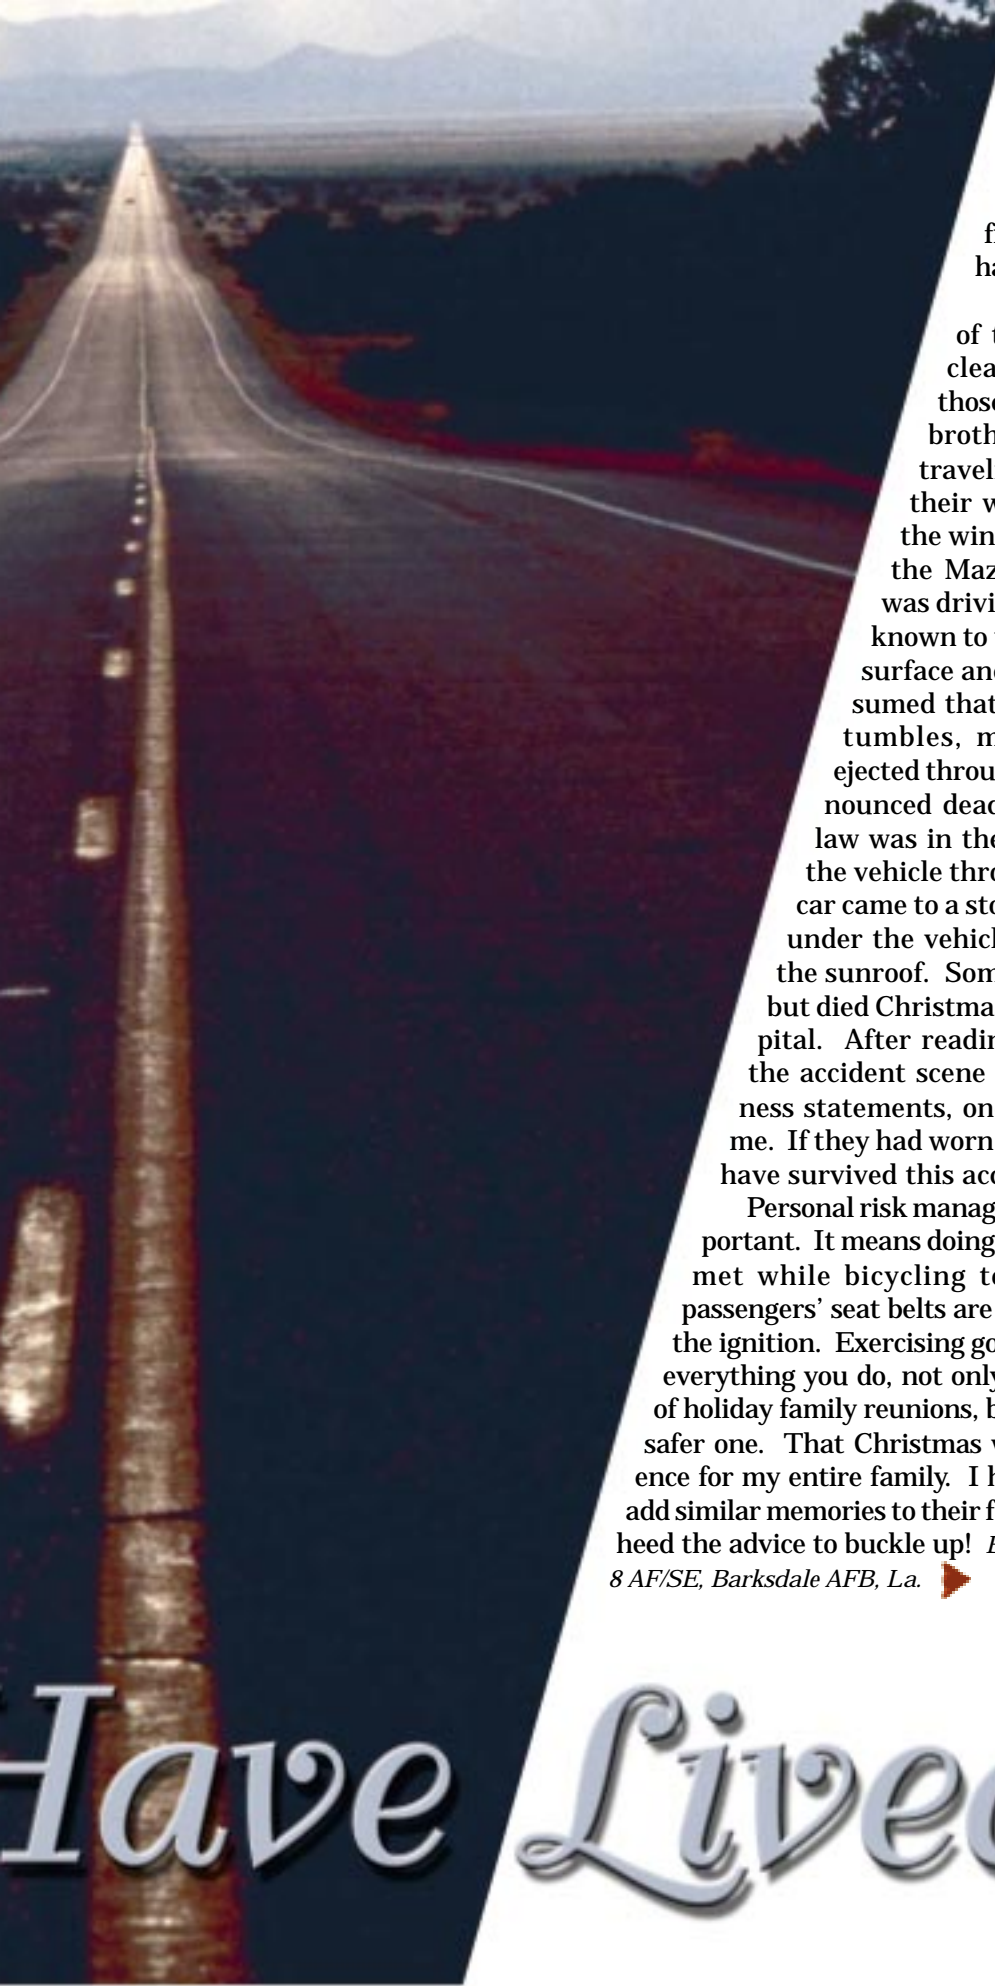 of
clea
those
broth
travel
their
the win
the Maz
was drivi
known to
surface an
sumed that
tumbles, m
ejected throu
nounced dead
law was in the
the vehicle thro
car came to a sto
under the vehicl
the sunroof. Som
but died Christma
pital. After readin
the accident scene
ness statements, on
me. If they had worn
have survived this acc
Personal risk manag
portant. It means doing
met while bicycling to
passengers’ seat belts are
the ignition. Exercising go
everything you do, not only
of holiday family reunions, b
safer one. That Christmas
ence for my entire family. I h
add similar memories to their f
heed the advice to buckle up!
8 AF/SE, Barksdale AFB, La.
Have Lived